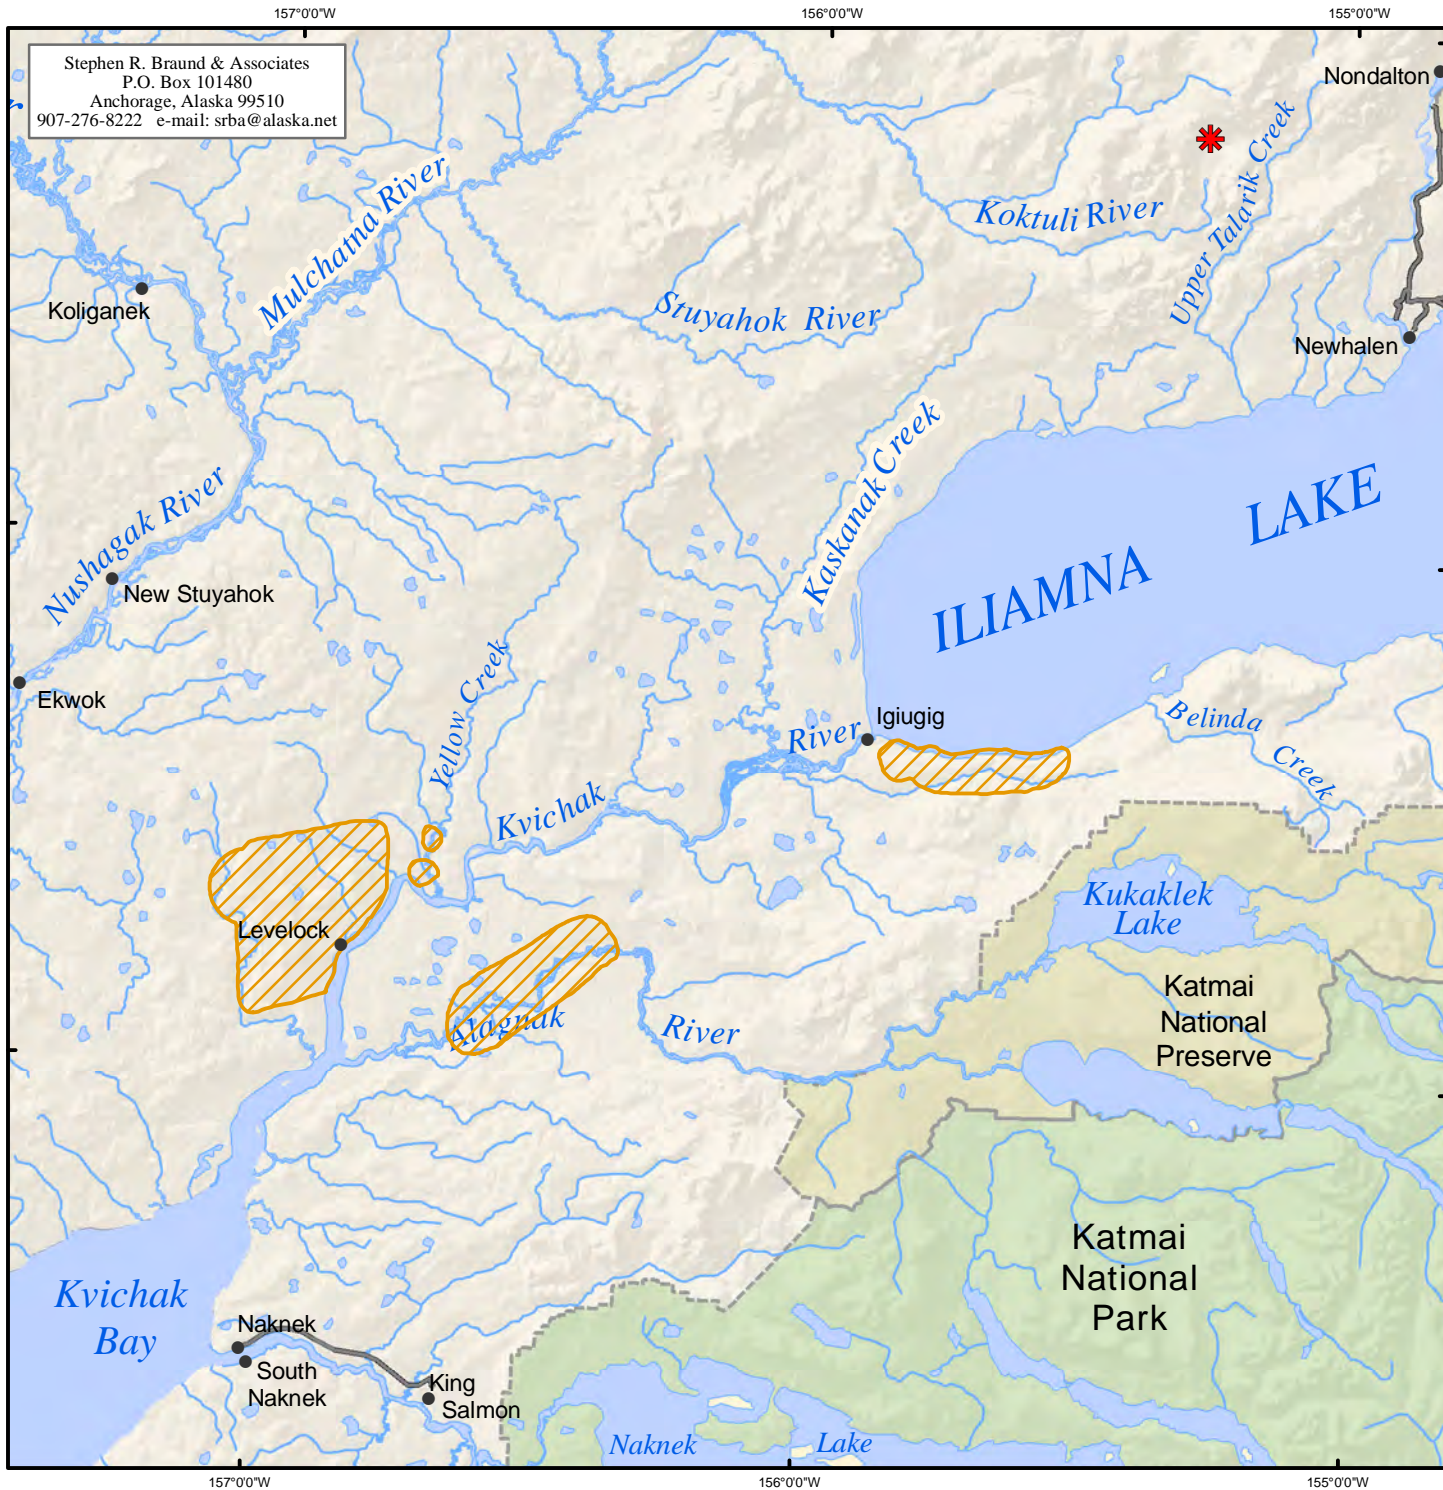 157°0'0"W
156°0'0"W
155°0'0"W
Stephen R. Braund & Associates
P.O. Box 101480
Anchorage, Alaska 99510
907-276-8222 e-mail: srba@alaska.net
Nondalton
Mulchatna River
Koktuli River
Upper Talarik Creek
Koliganek
Stuyahok River
Newhalen
Kaskanak Creek
Nushagak River
ILIAMNA LAKE
New Stuyahok
Ekwok
Yellow Creek
Igiugig
Belinda Creek
Kvichak River
Kukaklek
Lake
Levelock
Alagnak River
Katmai
National
Preserve
Katmai
National
Park
Kvichak
Bay
Naknek
South
Naknek
King
Salmon
Naknek Lake
157°0'0"W
156°0'0"W
155°0'0"W